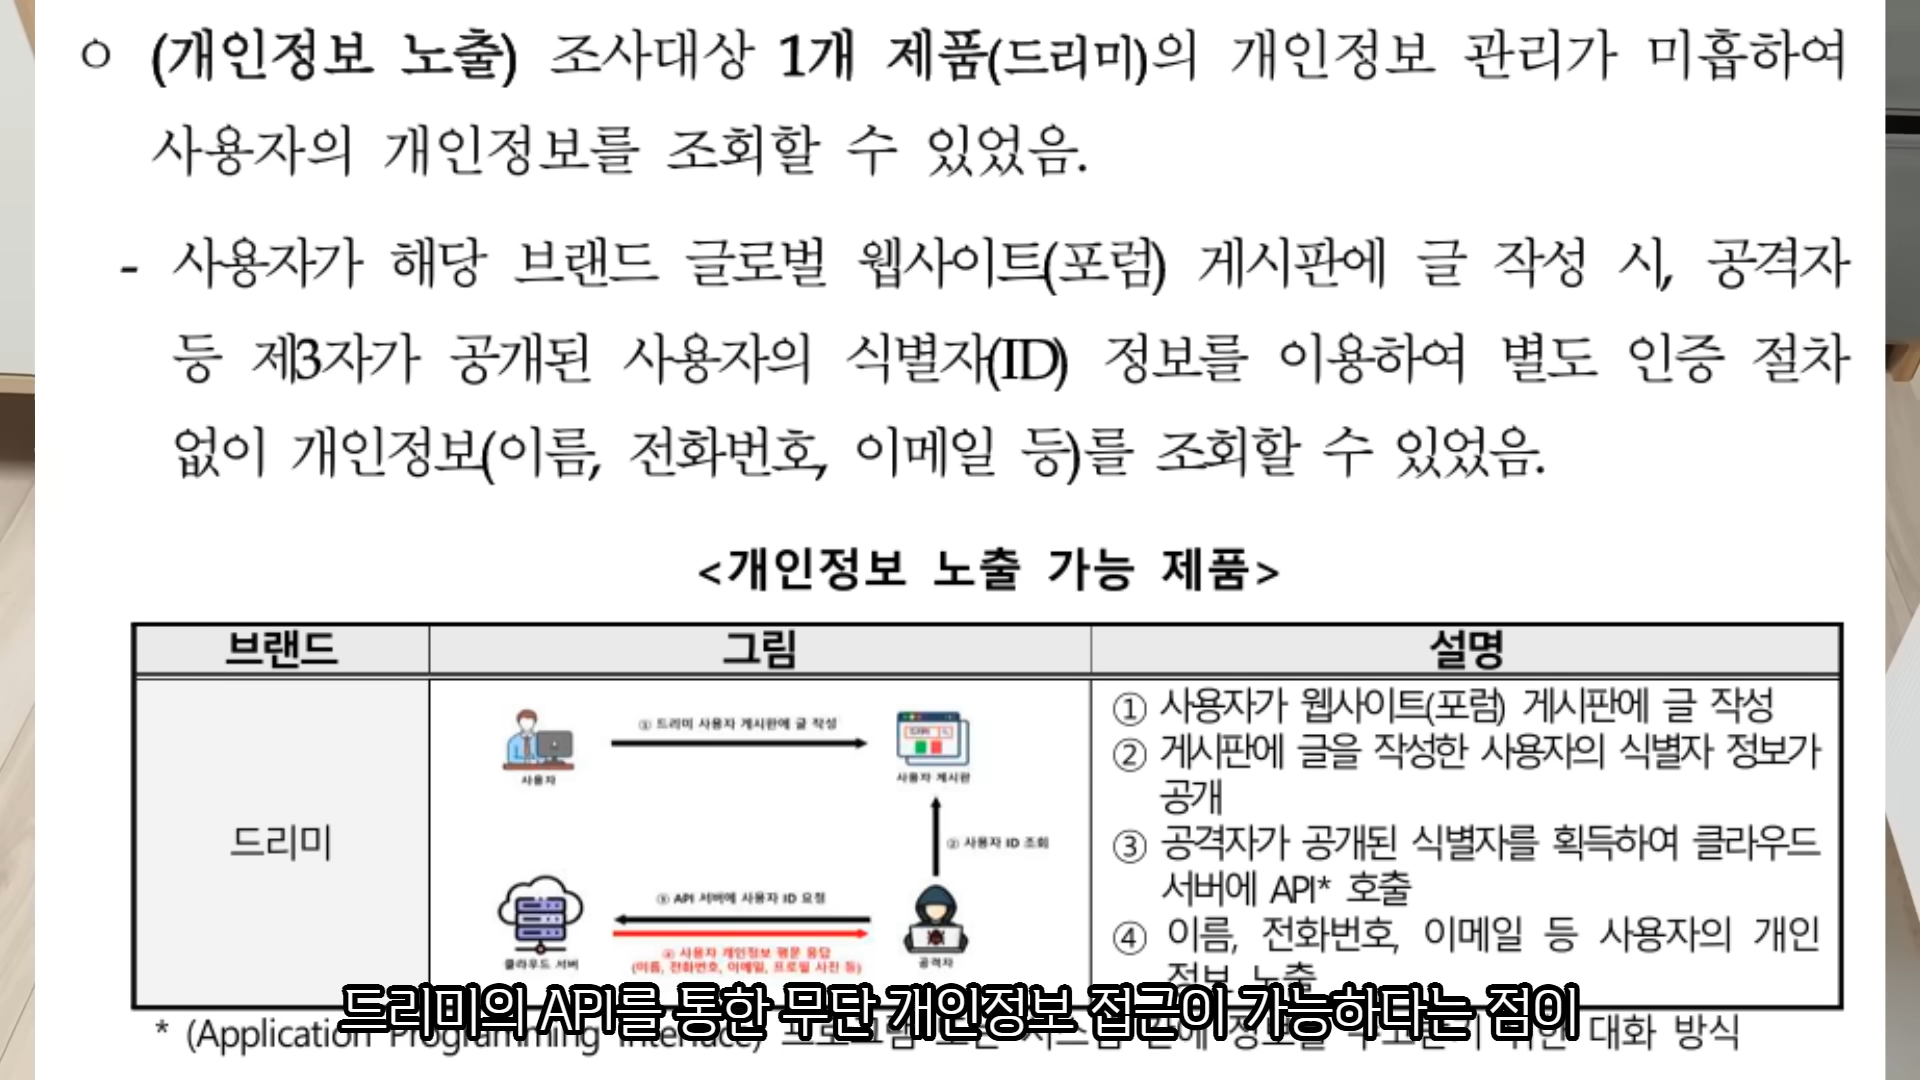 ㅇ (개인정보 노출) 조사대상 1개 제품(드리미)의 개인정보 관리가 미흡하여
사용자의 개인정보를 조회할 수 있었음.
- 사용자가 해당 브랜드 글로벌 웹사이트(포럼) 게시판에 글 작성 시, 공격자
등 제3자가 공개된 사용자의 식별자(ID) 정보를 이용하여 별도 인증 절차
없이 개인정보(이름, 전화번호, 이메일 등)를 조회할 수 있었음.
<개인정보 노출 가능 제품>
브랜드 그림 설명
드리미
① 드리미 사용자 게시판에 글 작성
사용자
사용자 게시판
② 사용자 ID 조회
③ API 서버에 사용자 ID 요청
④ 사용자 개인정보 평문 응답
(이름, 전화번호, 이메일, 프로필 사진 등)
클라우드 서버
공격자
① 사용자가 웹사이트(포럼) 게시판에 글 작성
② 게시판에 글을 작성한 사용자의 식별자 정보가
공개
③ 공격자가 공개된 식별자를 획득하여 클라우드
서버에 API* 호출
④ 이름, 전화번호, 이메일 등 사용자의 개인
정보 노출
드리미의 API를 통한 무단 개인정보 접근이 가능하다는 점이
* (Application Programming Interface) 대화 방식